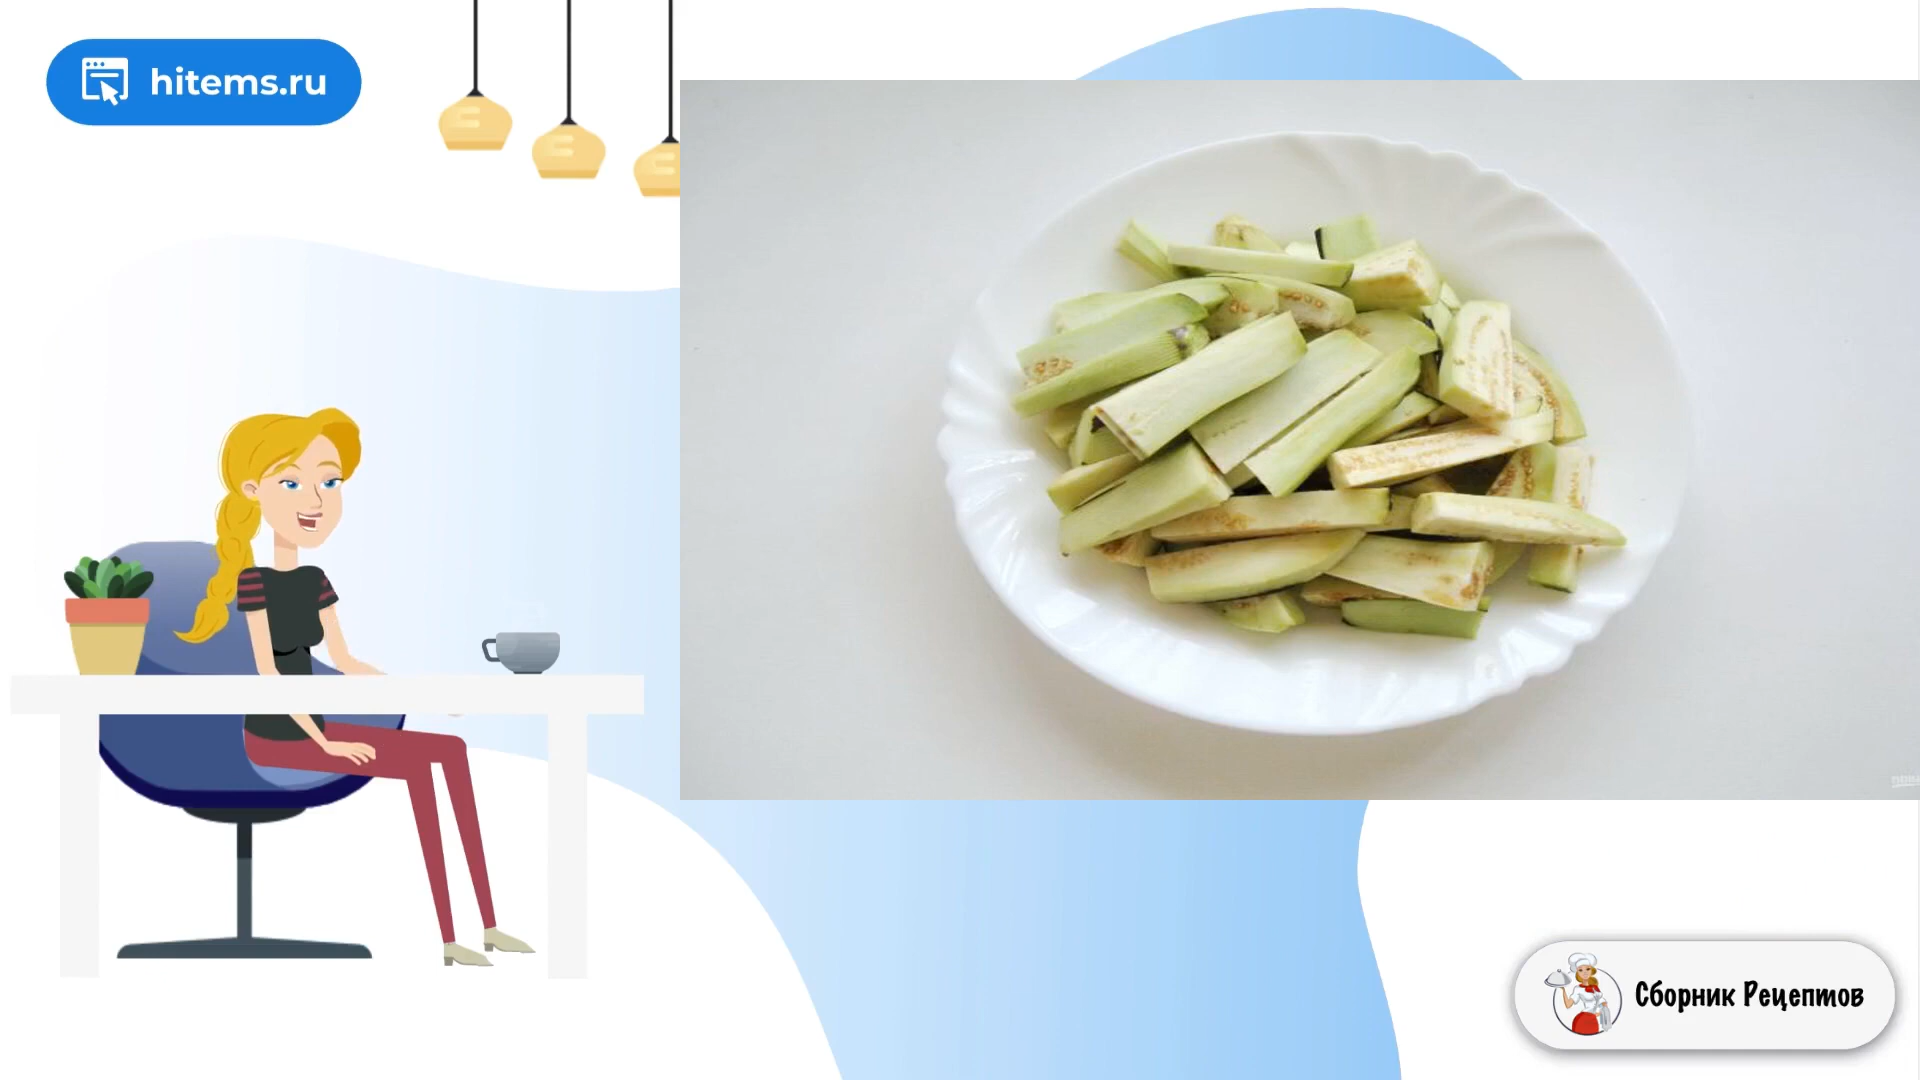 hitems.ru
Сборник Рецептов